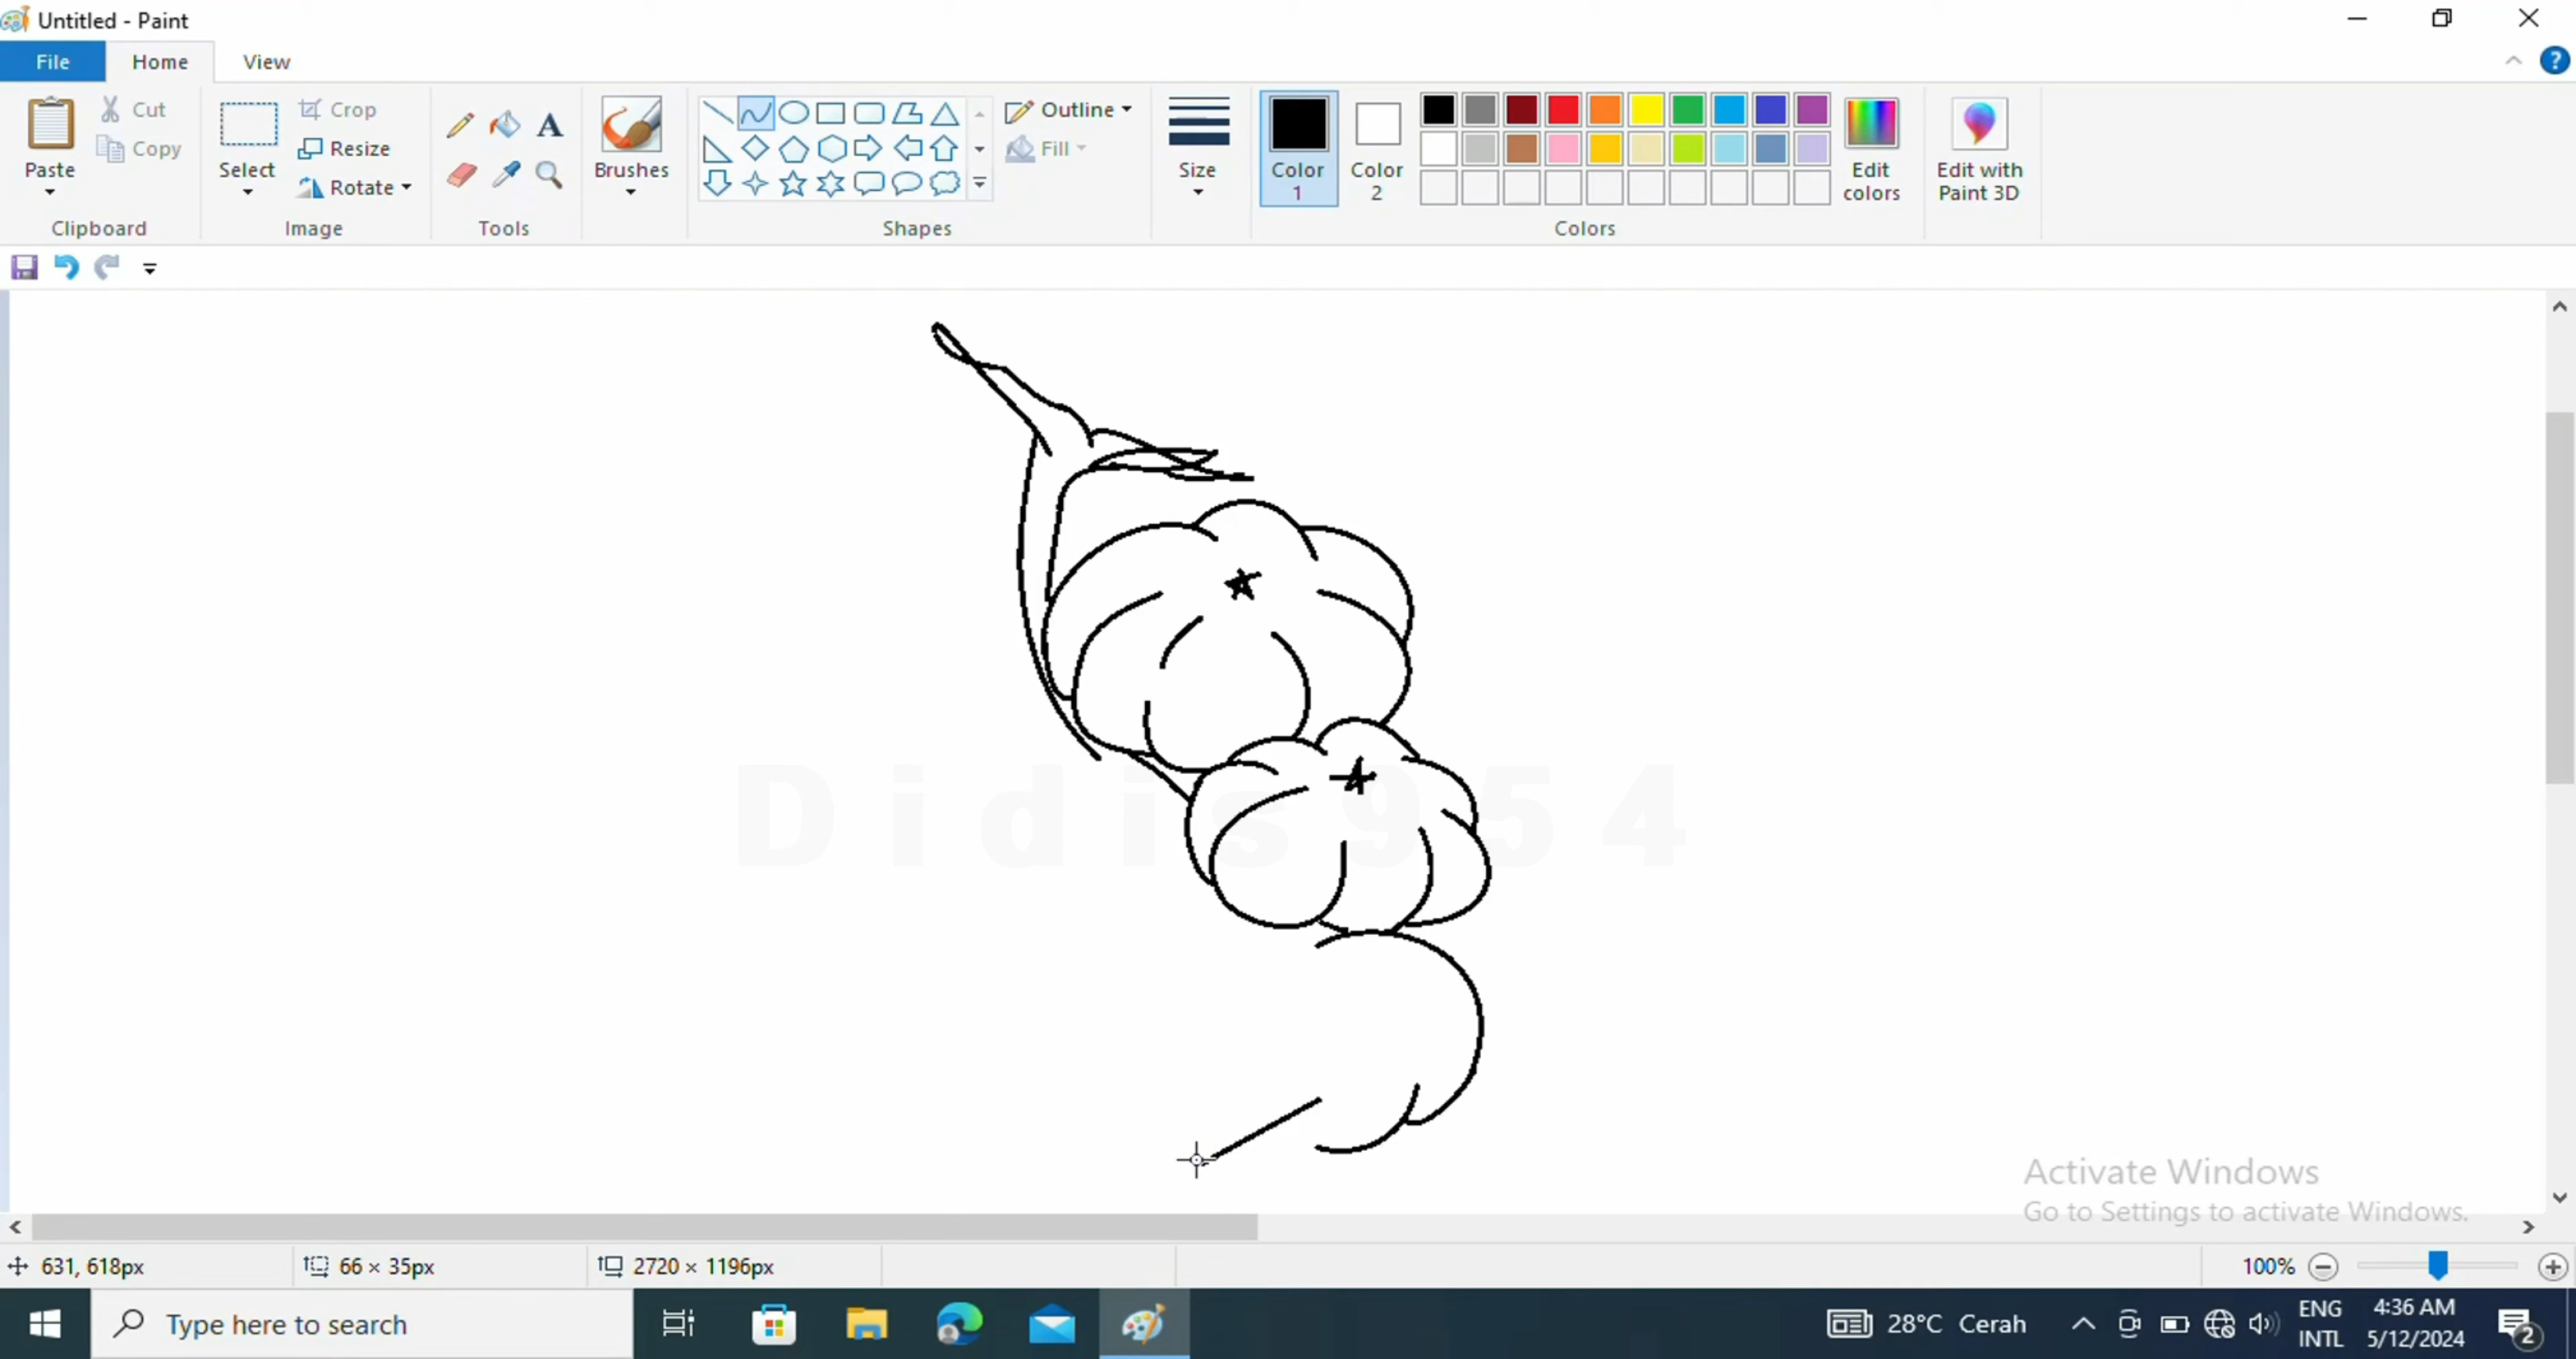 Untitled - Paint
File Home View
Paste Cut Copy Select Crop Resize Rotate A Brushes Outline Fill Size Color 1 Color 2 Edit colors Edit with Paint 3D
Clipboard Image Tools Shapes Colors
Didis954
Activate Windows
Go to Settings to activate Windows.
631, 618px 66 × 35px 2720 × 1196px 100%
Type here to search 28°C Cerah ENG INTL 4:36 AM 5/12/2024 2